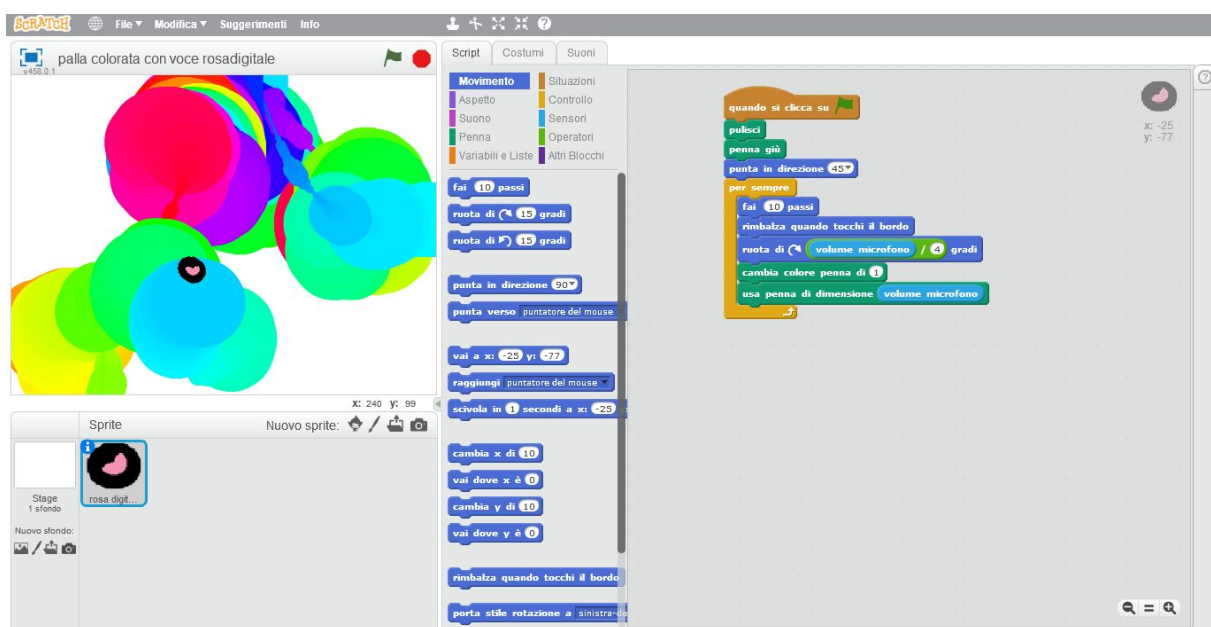 SCRATCH File Modifica Suggerimenti Info
palla colorata con voce rosadigitale
v458.0.1
X: 240 y: 99
Sprite Nuovo sprite:
Stage
1 sfondo
rosa digit...
Nuovo sfondo:
Script Costumi Suoni
Movimento Situazioni
Aspetto Controllo
Suono Sensori
Penna Operatori
Variabili e Liste Altri Blocchi
fai 10 passi
ruota di 15 gradi
ruota di 15 gradi
punta in direzione 90
punta verso puntatore del mouse
vai a x: -25 y: -77
raggiungi puntatore del mouse
scivola in 1 secondi a x: -25
cambia x di 10
vai dove x è 0
cambia y di 10
vai dove y è 0
rimbalza quando tocchi il bordo
porta stile rotazione a sinistra-de
quando si clicca su
pulisci
penna giù
punta in direzione 45
per sempre
fai 10 passi
rimbalza quando tocchi il bordo
ruota di volume microfono / 4 gradi
cambia colore penna di 1
usa penna di dimensione volume microfono
x: -25
y: -77